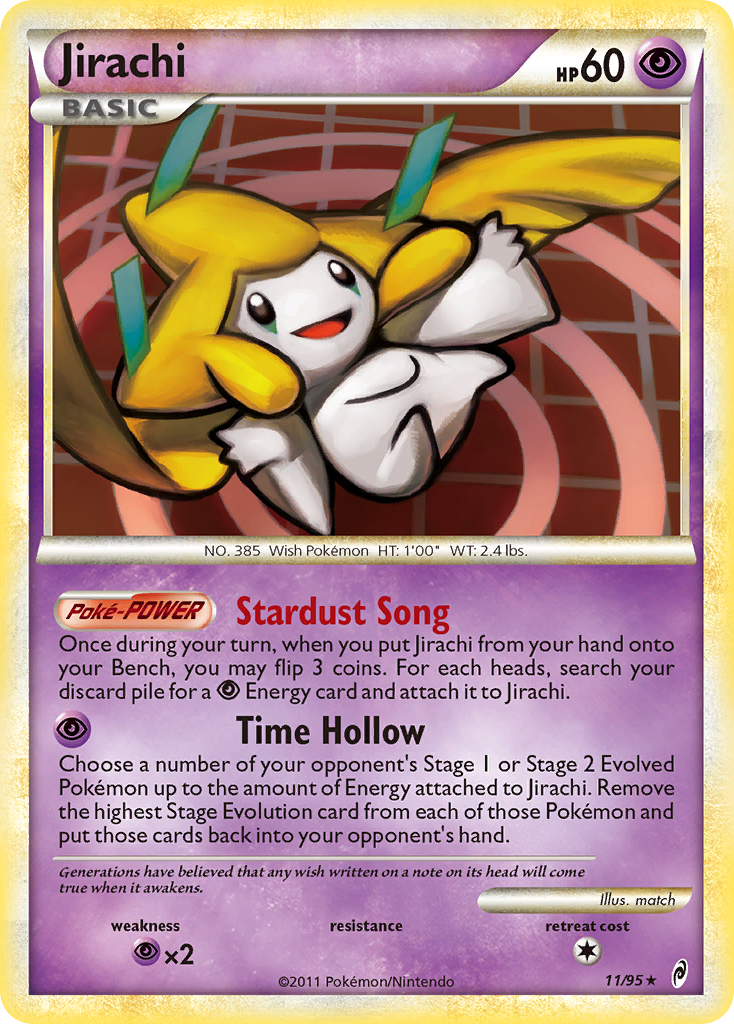 Jirachi
HP60
BASIC
NO. 385 Wish Pokémon HT: 1'00" WT: 2.4 lbs.
Poké-POWER Stardust Song
Once during your turn, when you put Jirachi from your hand onto
your Bench, you may flip 3 coins. For each heads, search your
discard pile for a Energy card and attach it to Jirachi.
Time Hollow
Choose a number of your opponent's Stage 1 or Stage 2 Evolved
Pokémon up to the amount of Energy attached to Jirachi. Remove
the highest Stage Evolution card from each of those Pokémon and
put those cards back into your opponent's hand.
Generations have believed that any wish written on a note on its head will come
true when it awakens.
Illus. match
weakness resistance retreat cost
×2
©2011 Pokémon/Nintendo
11/95★